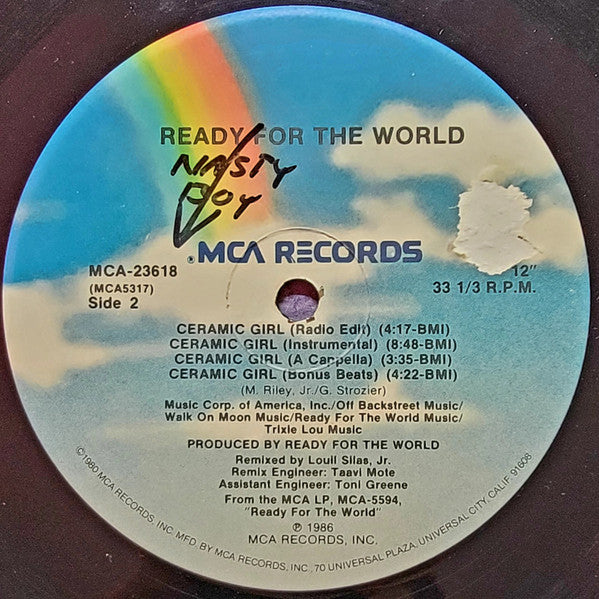 READY FOR THE WORLD
NASTY
BOY
MCA RECORDS
MCA-23618
(MCA5317)
Side 2
12"
33 1/3 R.P.M.
CERAMIC GIRL (Radio Edit) (4:17-BMI)
CERAMIC GIRL (Instrumental) (8:48-BMI)
CERAMIC GIRL (A Cappella) (3:35-BMI)
CERAMIC GIRL (Bonus Beats) (4:22-BMI)
(M. Riley, Jr./G. Strozier)
Music Corp. of America, Inc./Off Backstreet Music/
Walk On Moon Music/Ready For The World Music/
Trixie Lou Music
PRODUCED BY READY FOR THE WORLD
Remixed by Louil Silas, Jr.
Remix Engineer: Taavi Mote
Assistant Engineer: Toni Greene
From the MCA LP, MCA-5594,
"Ready For The World"
℗ 1986
MCA RECORDS, INC.
©1980 MCA RECORDS, INC. MFD. BY MCA RECORDS, INC., 70 UNIVERSAL PLAZA, UNIVERSAL CITY, CALIF. 91608